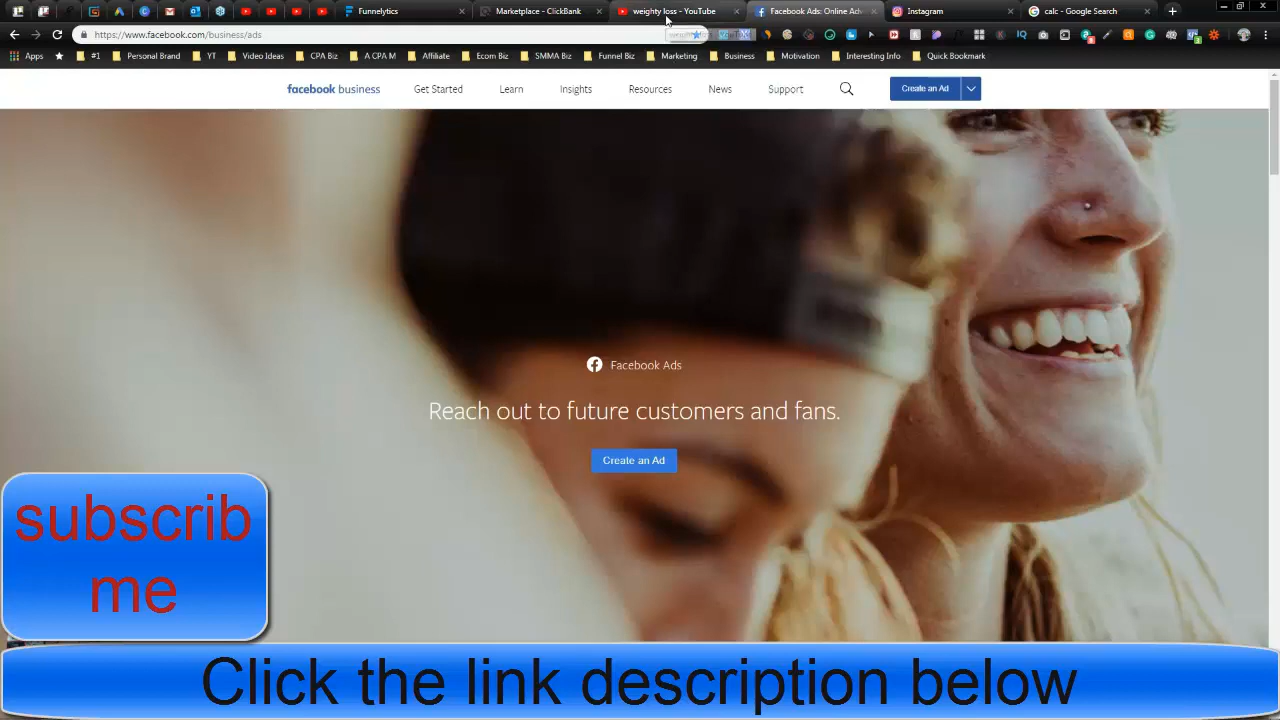 Funnelytics
Marketplace - ClickBank
weighty loss - YouTube
Facebook Ads: Online Adv
Instagram
calc - Google Search
https://www.facebook.com/business/ads
Apps
#1
Personal Brand
YT
Video Ideas
CPA Biz
A CPA M
Affiliate
Ecom Biz
SMMA Biz
Funnel Biz
Marketing
Business
Motivation
Interesting Info
Quick Bookmark
facebook business
Get Started
Learn
Insights
Resources
News
Support
Create an Ad
Facebook Ads
Reach out to future customers and fans.
Create an Ad
subscrib
me
Click the link description below